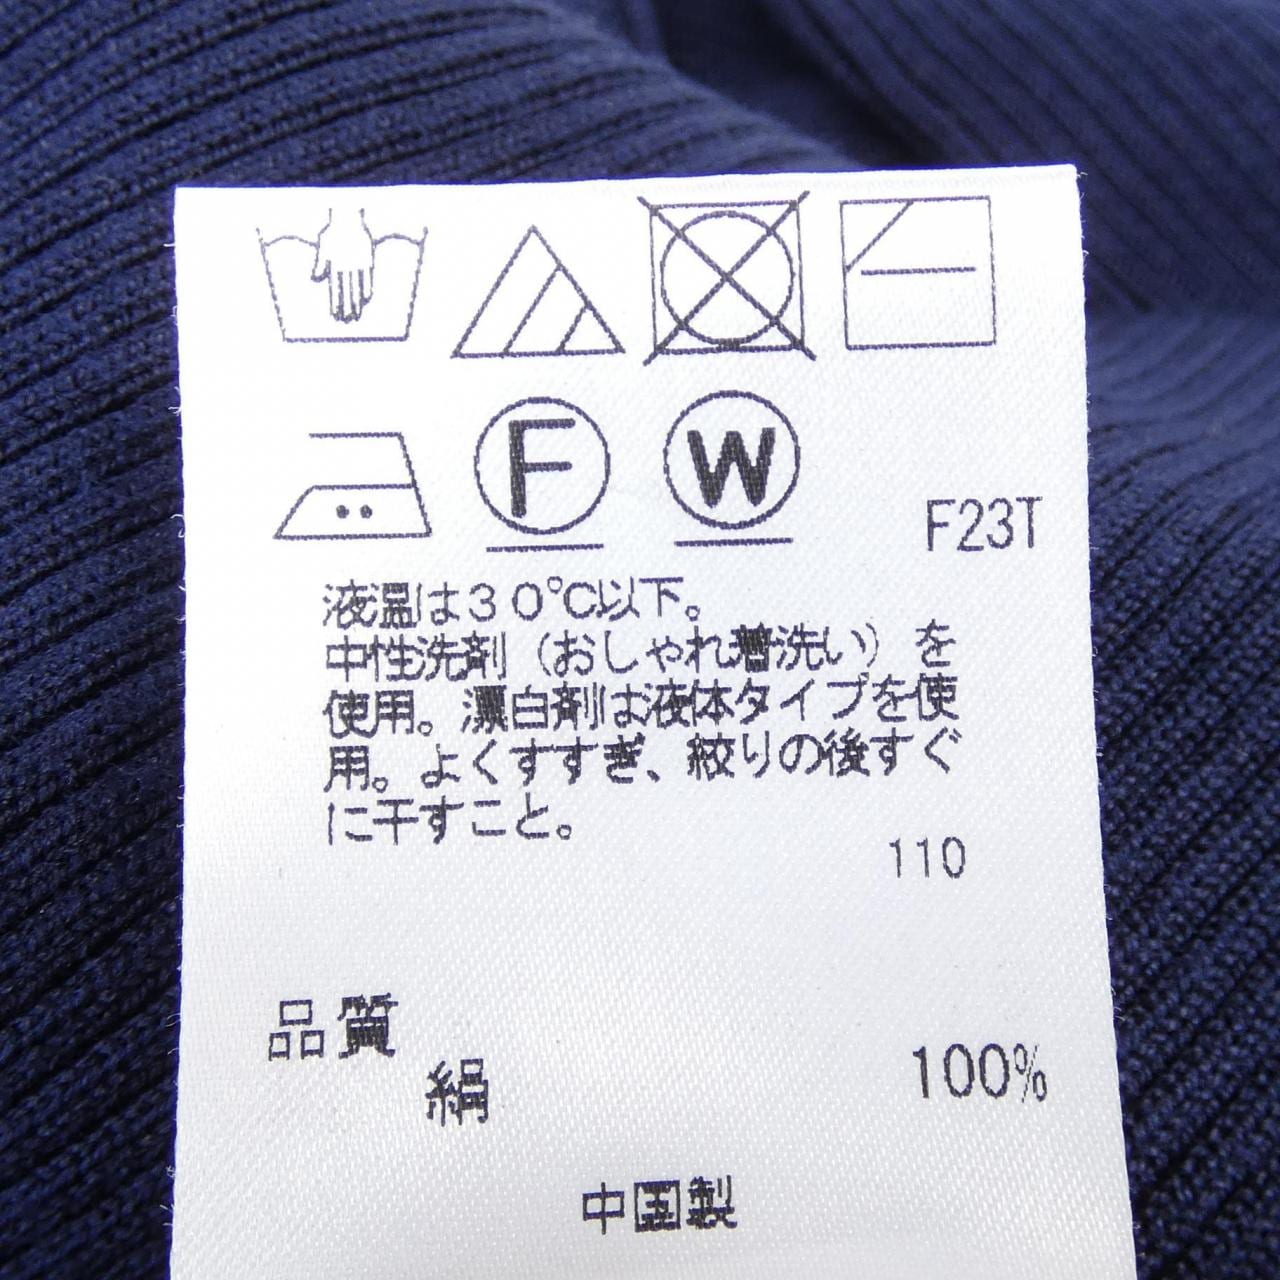 F
W
F23T
液温は30℃以下。
中性洗剤(おしゃれ着洗い)を
使用。漂白剤は液体タイプを使
用。よくすすぎ、絞りの後すぐ
に干すこと。
110
品質
絹 100%
中国製